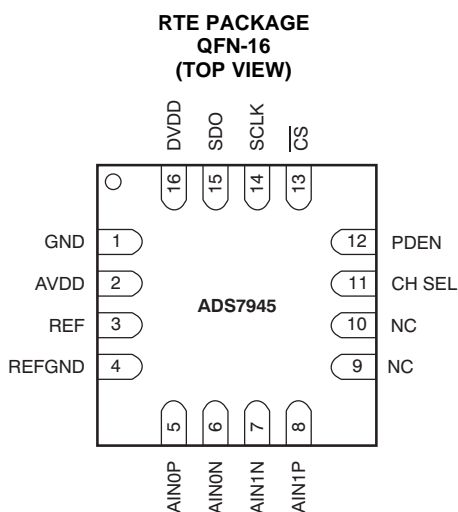 RTE PACKAGE
QFN-16
(TOP VIEW)
DVDD SDO SCLK C̅S̅
16 15 14 13
GND 1 12 PDEN
AVDD 2 11 CH SEL
ADS7945
REF 3 10 NC
REFGND 4 9 NC
5 6 7 8
AIN0P AIN0N AIN1N AIN1P